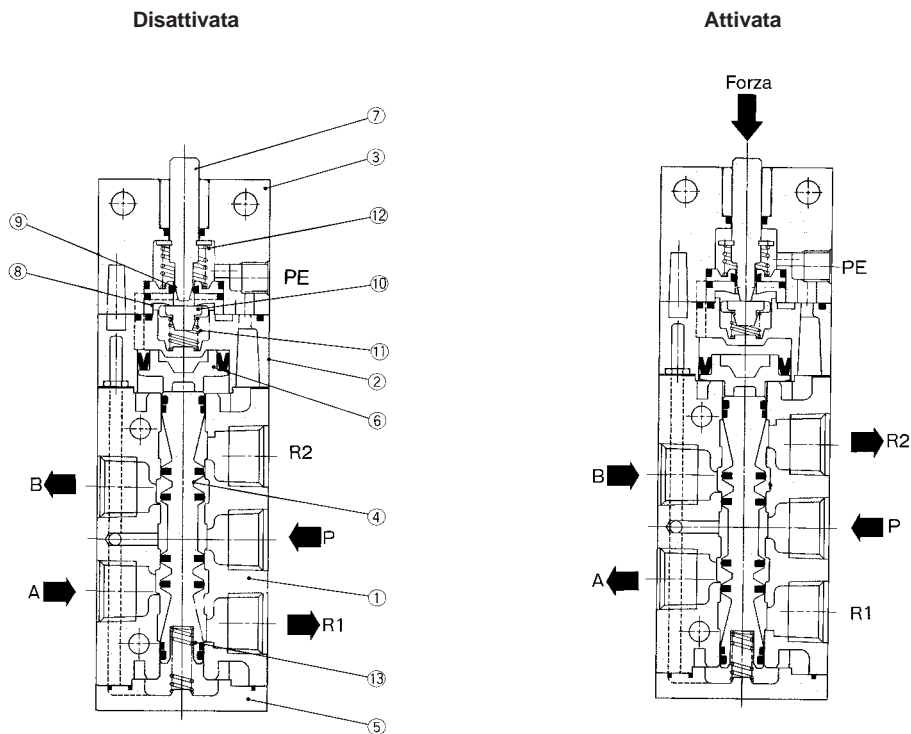 Disattivata
Attivata
Forza
⑦
③
⑨
⑫
⑧
PE
⑩
⑪
②
⑥
R2
B
④
P
A
①
R1
⑬
⑤
PE
R2
B
P
A
R1